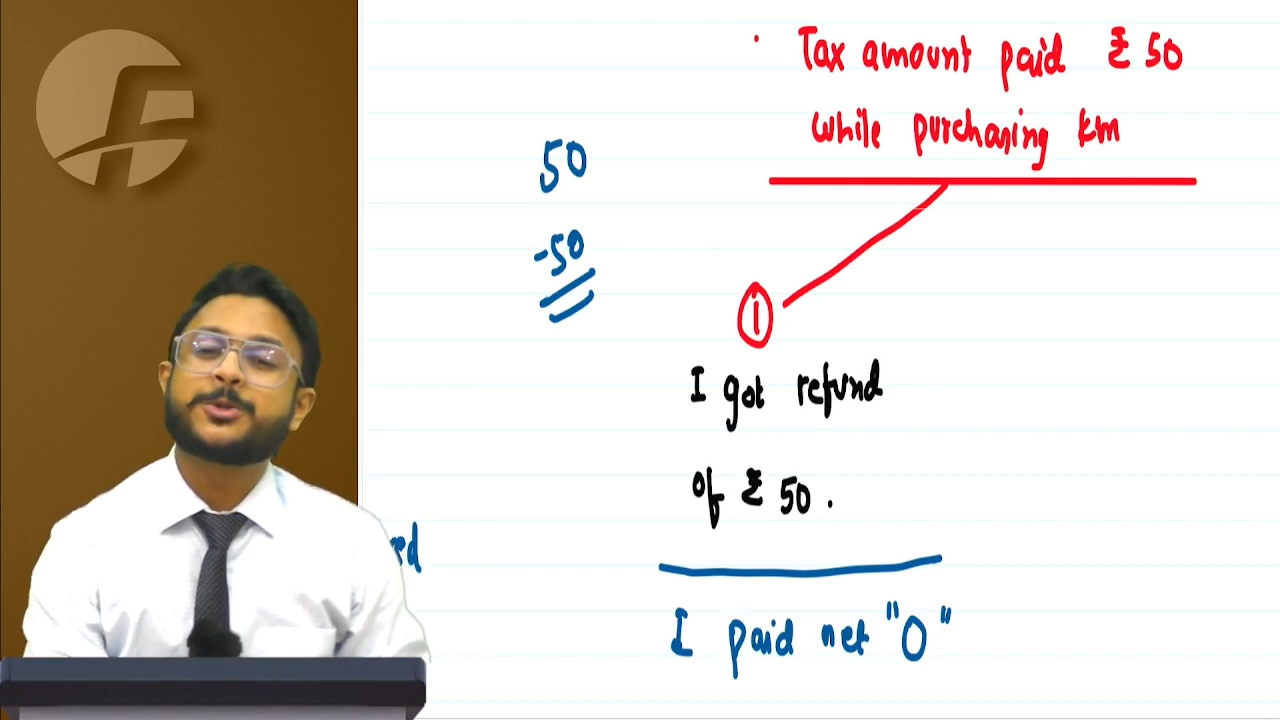 · Tax amount paid ₹ 50
while purchasing km
50
-50
①
I got refund
of ₹ 50.
I paid net "0"